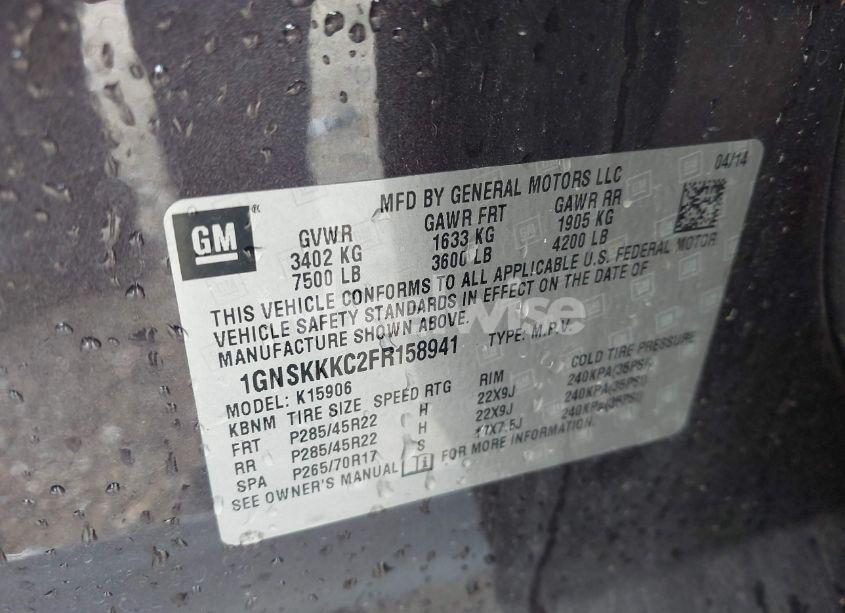 04/14
GM ®
MFD BY GENERAL MOTORS LLC
GVWR GAWR FRT GAWR RR
3402 KG 1633 KG 1905 KG
7500 LB 3600 LB 4200 LB
THIS VEHICLE CONFORMS TO ALL APPLICABLE U.S. FEDERAL MOTOR
VEHICLE SAFETY STANDARDS IN EFFECT ON THE DATE OF
MANUFACTURE SHOWN ABOVE.
wise
1GNSKKKC2FR158941 TYPE: M.P.V.
MODEL: K15906
KBNM TIRE SIZE SPEED RTG RIM COLD TIRE PRESSURE
FRT P285/45R22 H 22X9J 240KPA(35PSI)
RR P285/45R22 H 22X9J 240KPA(35PSI)
SPA P265/70R17 S 17X7.5J 240KPA(35PSI)
SEE OWNER'S MANUAL i FOR MORE INFORMATION.